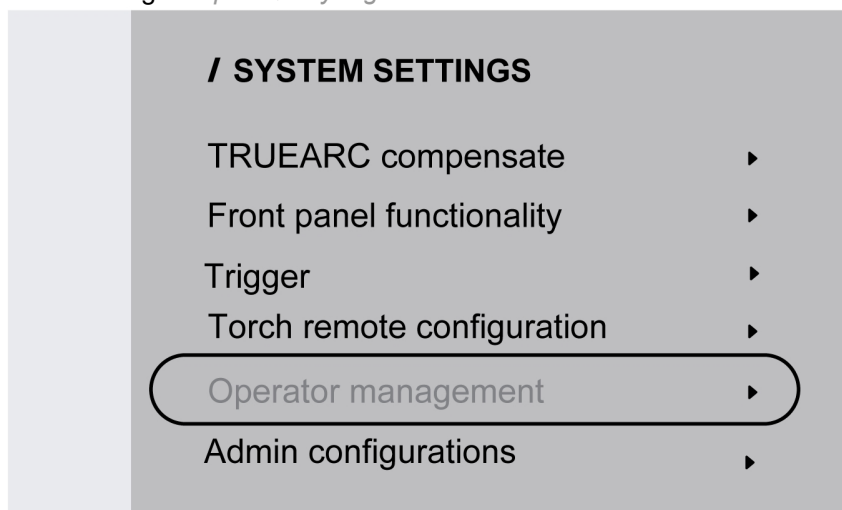 / SYSTEM SETTINGS
TRUEARC compensate
Front panel functionality
Trigger
Torch remote configuration
Operator management
Admin configurations